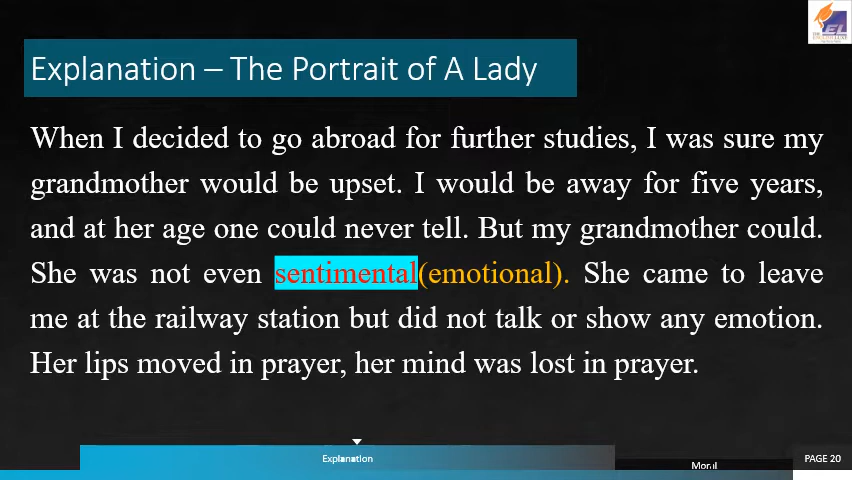 Explanation – The Portrait of A Lady
When I decided to go abroad for further studies, I was sure my
grandmother would be upset. I would be away for five years,
and at her age one could never tell. But my grandmother could.
She was not even sentimental(emotional). She came to leave
me at the railway station but did not talk or show any emotion.
Her lips moved in prayer, her mind was lost in prayer.
Explanation
Moral
PAGE 20
EL